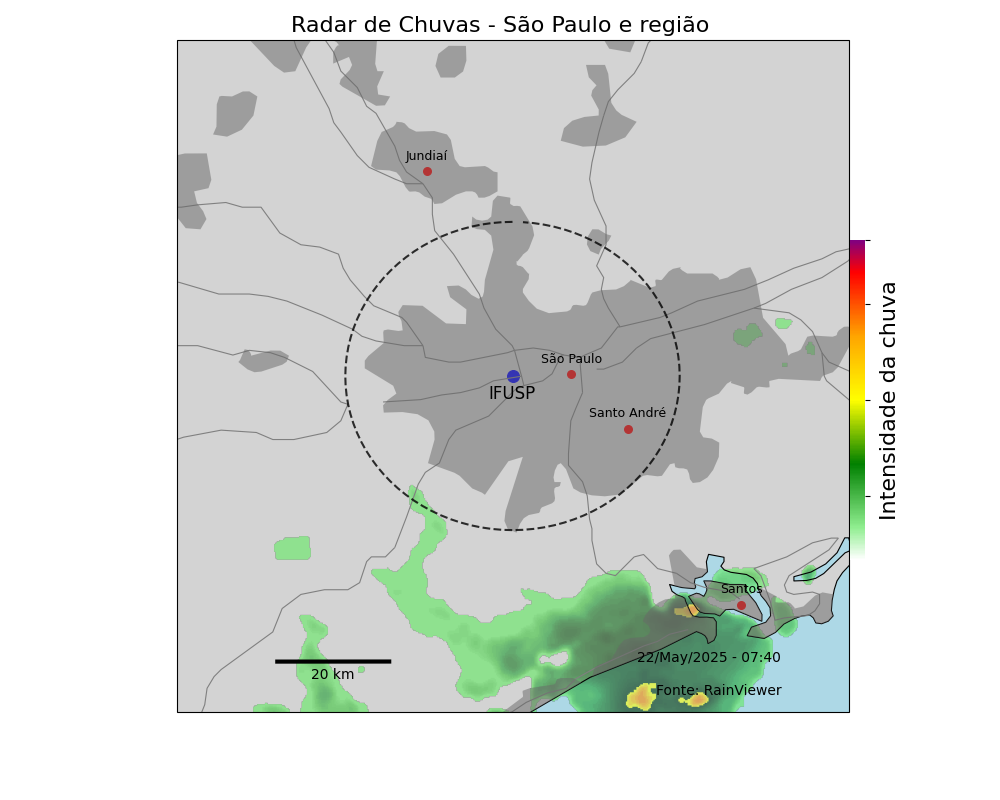 Radar de Chuvas - São Paulo e região
Jundiaí
São Paulo
IFUSP
Santo André
Intensidade da chuva
Santos
22/May/2025 - 07:40
20 km
Fonte: RainViewer